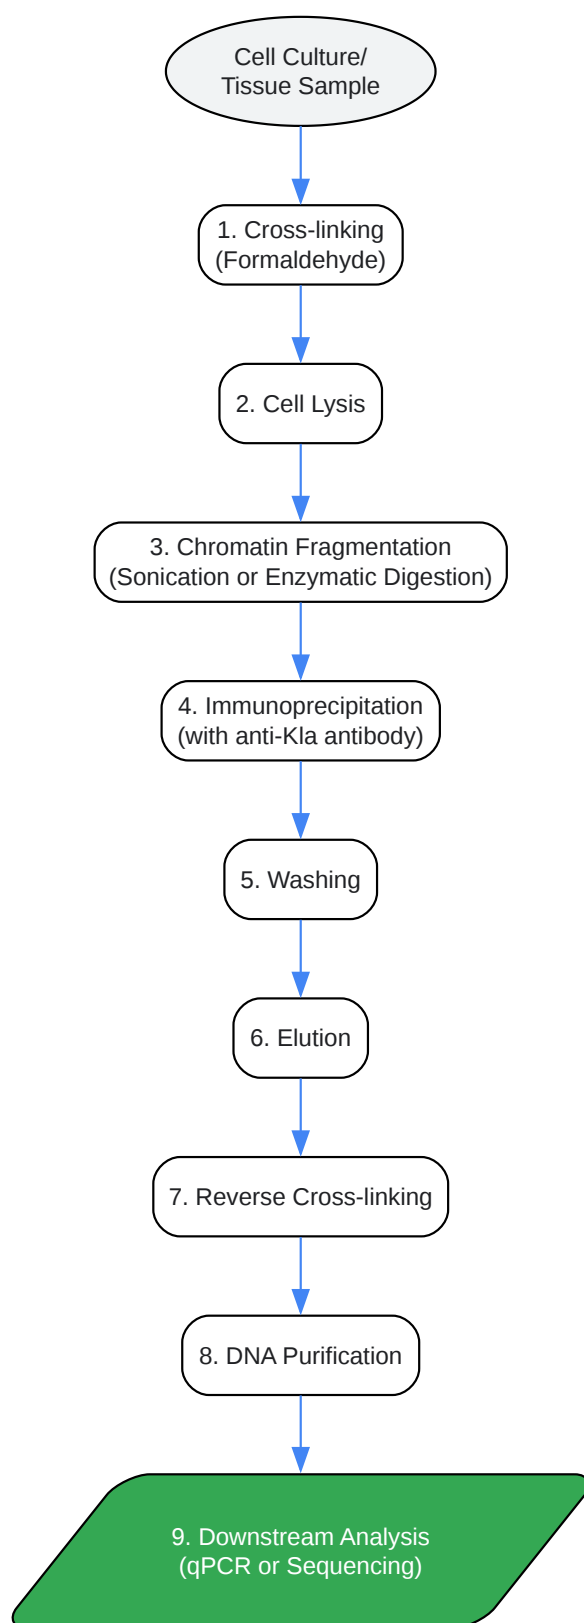 Cell Culture/
Tissue Sample
1. Cross-linking
(Formaldehyde)
2. Cell Lysis
3. Chromatin Fragmentation
(Sonication or Enzymatic Digestion)
4. Immunoprecipitation
(with anti-Kla antibody)
5. Washing
6. Elution
7. Reverse Cross-linking
8. DNA Purification
9. Downstream Analysis
(qPCR or Sequencing)